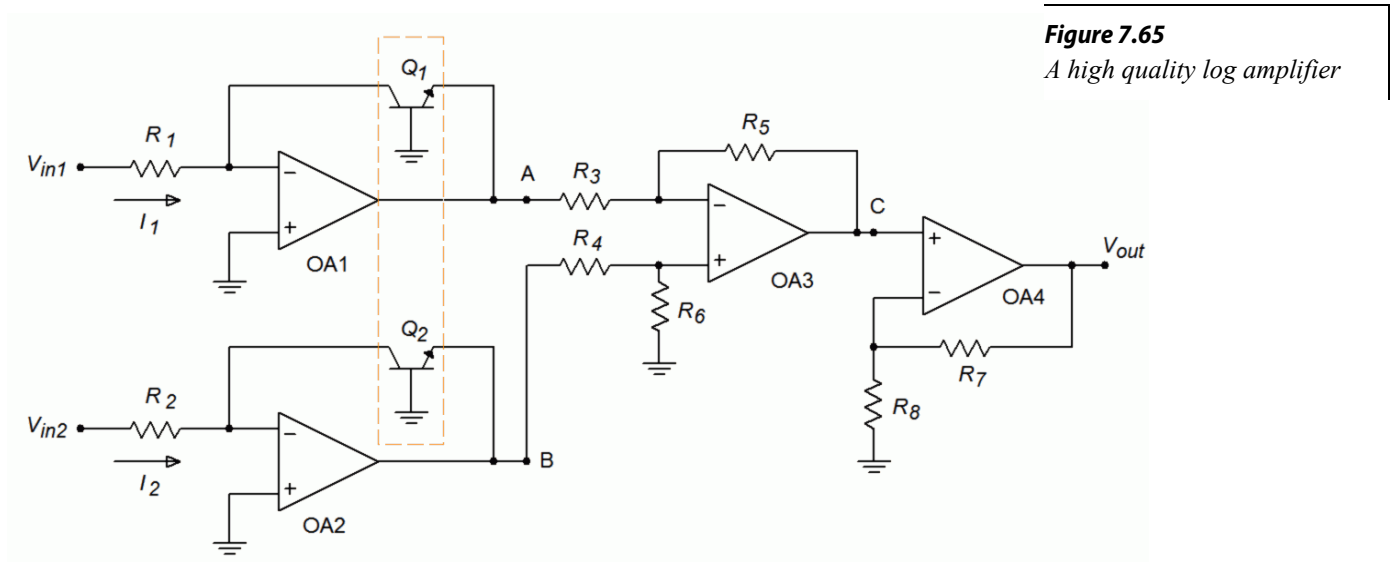 Figure 7.65
A high quality log amplifier
Q1
R1
Vin1
I1
OA1
A
R3
R5
C
R4
OA3
R6
Vout
OA4
R7
R8
Q2
R2
Vin2
I2
OA2
B